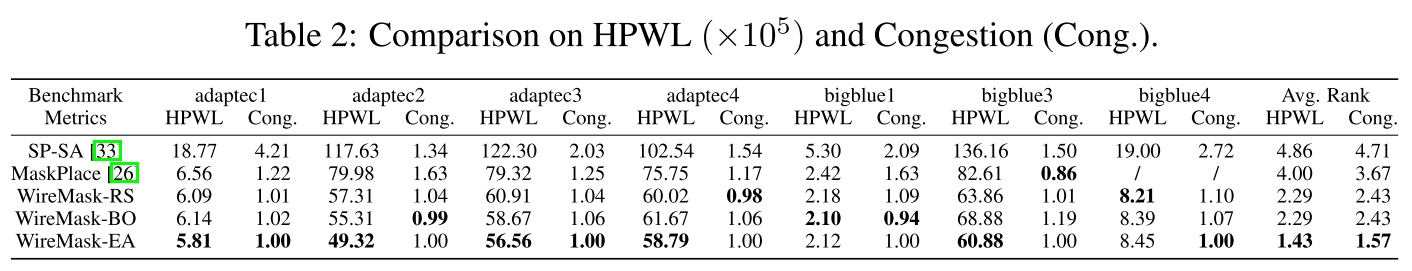 Table 2: Comparison on HPWL (×10⁵) and Congestion (Cong.).
Benchmark adaptec1 adaptec2 adaptec3 adaptec4 bigblue1 bigblue3 bigblue4 Avg. Rank
Metrics HPWL Cong. HPWL Cong. HPWL Cong. HPWL Cong. HPWL Cong. HPWL Cong. HPWL Cong. HPWL Cong.
SP-SA [33] 18.77 4.21 117.63 1.34 122.30 2.03 102.54 1.54 5.30 2.09 136.16 1.50 19.00 2.72 4.86 4.71
MaskPlace [26] 6.56 1.22 79.98 1.63 79.32 1.25 75.75 1.17 2.42 1.63 82.61 0.86 / / 4.00 3.67
WireMask-RS 6.09 1.01 57.31 1.04 60.91 1.04 60.02 0.98 2.18 1.09 63.86 1.01 8.21 1.10 2.29 2.43
WireMask-BO 6.14 1.02 55.31 0.99 58.67 1.06 61.67 1.06 2.10 0.94 68.88 1.19 8.39 1.07 2.29 2.43
WireMask-EA 5.81 1.00 49.32 1.00 56.56 1.00 58.79 1.00 2.12 1.00 60.88 1.00 8.45 1.00 1.43 1.57